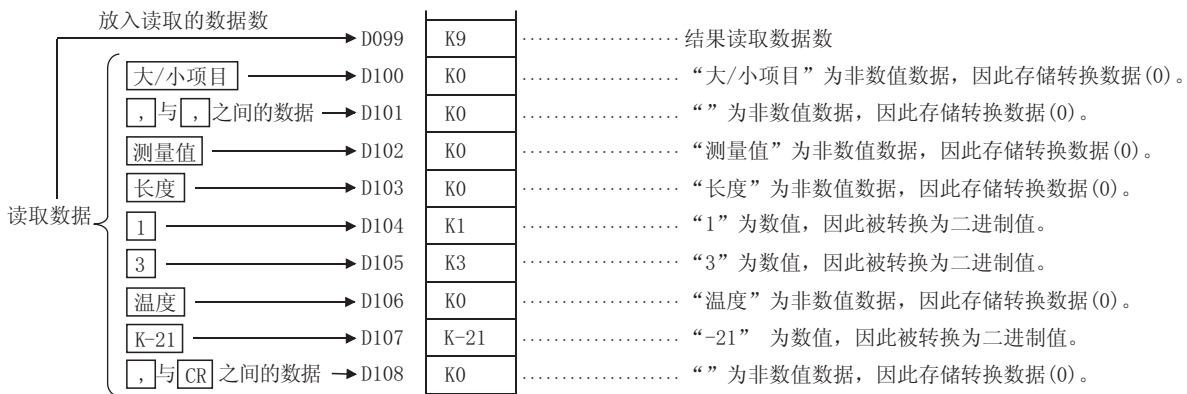 放入读取的数据数
D099 K9 ··················· 结果读取数据数
大/小项目 D100 K0 ··················· “大/小项目”为非数值数据，因此存储转换数据(0)。
, 与 , 之间的数据 D101 K0 ··················· “”为非数值数据，因此存储转换数据(0)。
测量值 D102 K0 ··················· “测量值”为非数值数据，因此存储转换数据(0)。
长度 D103 K0 ··················· “长度”为非数值数据，因此存储转换数据(0)。
读取数据
1 D104 K1 ··················· “1”为数值，因此被转换为二进制值。
3 D105 K3 ··················· “3”为数值，因此被转换为二进制值。
温度 D106 K0 ··················· “温度”为非数值数据，因此存储转换数据(0)。
K-21 D107 K-21 ··················· “-21” 为数值，因此被转换为二进制值。
, 与 CR 之间的数据 D108 K0 ··················· “”为非数值数据，因此存储转换数据(0)。